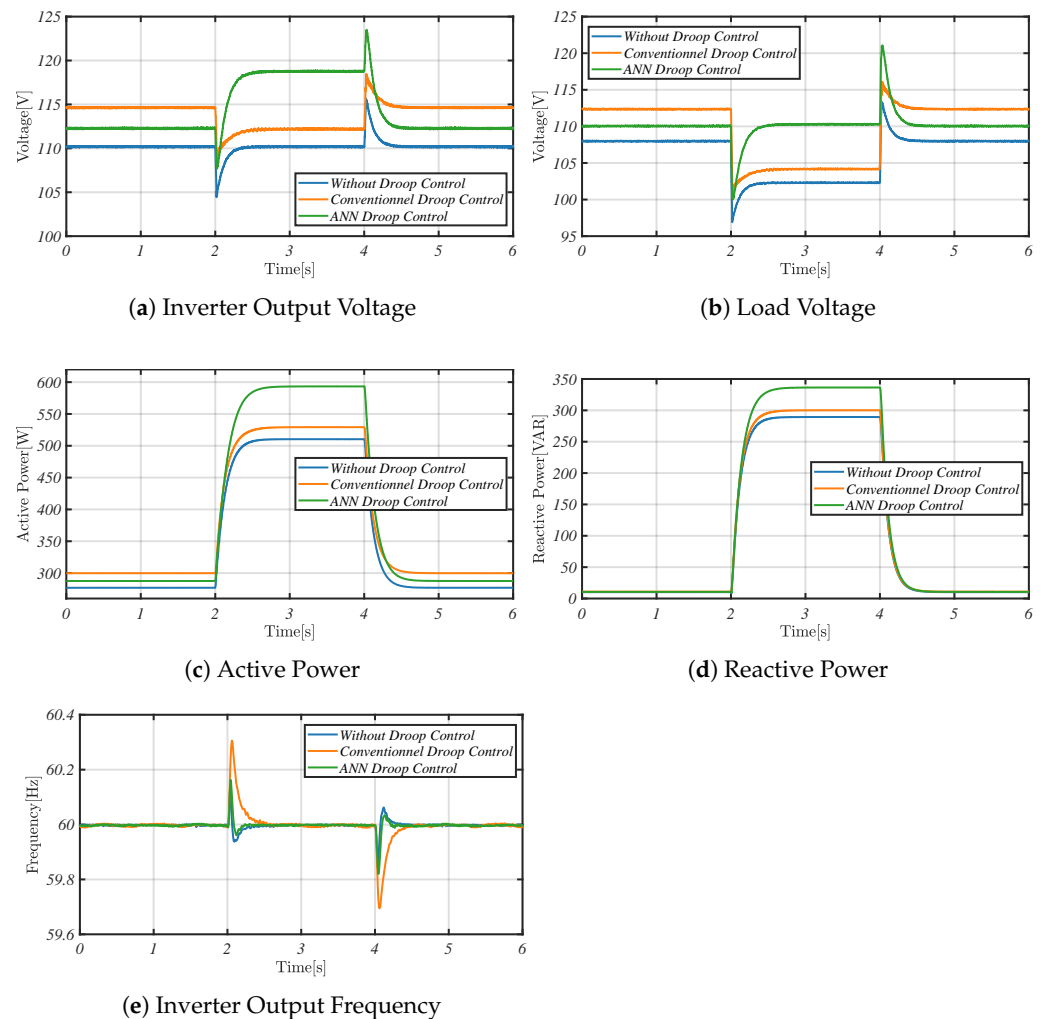 125
120
115
110
105
100
Voltage[V]
0 1 2 3 4 5 6
Time[s]
Without Droop Control
Conventionnel Droop Control
ANN Droop Control
(a) Inverter Output Voltage
125
120
115
110
105
100
95
Voltage[V]
0 1 2 3 4 5 6
Time[s]
Without Droop Control
Conventionnel Droop Control
ANN Droop Control
(b) Load Voltage
600
550
500
450
400
350
300
Active Power[W]
0 1 2 3 4 5 6
Time[s]
Without Droop Control
Conventionnel Droop Control
ANN Droop Control
(c) Active Power
350
300
250
200
150
100
50
0
Reactive Power[VAR]
0 1 2 3 4 5 6
Time[s]
Without Droop Control
Conventionnel Droop Control
ANN Droop Control
(d) Reactive Power
60.4
60.2
60
59.8
59.6
Frequency[Hz]
0 1 2 3 4 5 6
Time[s]
Without Droop Control
Conventionnel Droop Control
ANN Droop Control
(e) Inverter Output Frequency